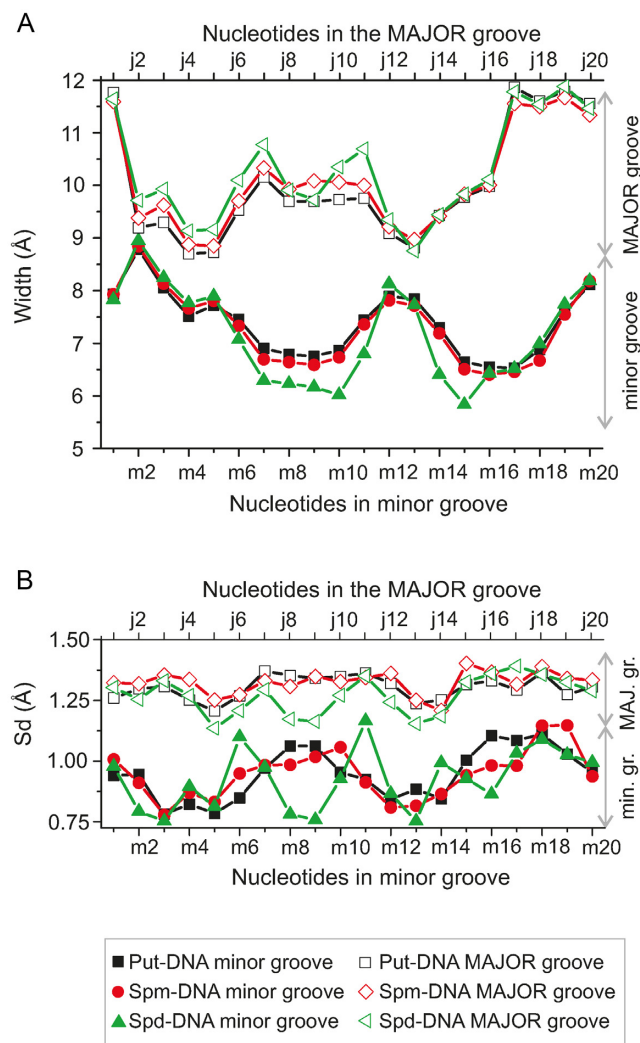 A
Nucleotides in the MAJOR groove
j2 j4 j6 j8 j10 j12 j14 j16 j18 j20
12
11
10
9
8
7
6
5
Width (Å)
MAJOR groove
minor groove
m2 m4 m6 m8 m10 m12 m14 m16 m18 m20
Nucleotides in minor groove
B
Nucleotides in the MAJOR groove
j2 j4 j6 j8 j10 j12 j14 j16 j18 j20
1.50
1.25
1.00
0.75
Sd (Å)
MAJ. gr.
min. gr.
m2 m4 m6 m8 m10 m12 m14 m16 m18 m20
Nucleotides in minor groove
Put-DNA minor groove Put-DNA MAJOR groove
Spm-DNA minor groove Spm-DNA MAJOR groove
Spd-DNA minor groove Spd-DNA MAJOR groove